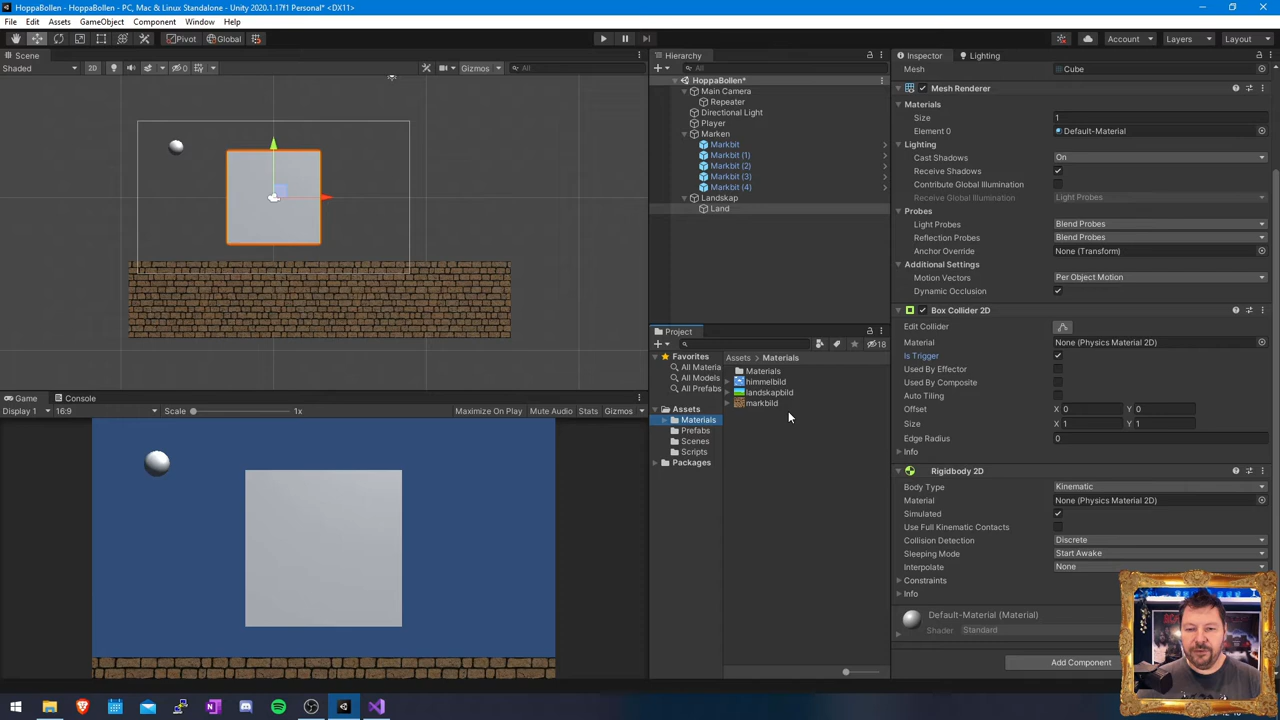 HoppaBollen - HoppaBollen - PC, Mac & Linux Standalone - Unity 2020.1.17f1 Personal* <DX11>
File Edit Assets GameObject Component Window Help
Pivot Global Account Layers Layout
Scene
Shaded 2D 0 Gizmos All
Hierarchy
All
HoppaBollen*
Main Camera
Repeater
Directional Light
Player
Marken
Markbit
Markbit (1)
Markbit (2)
Markbit (3)
Markbit (4)
Landskap
Land
Project
18
Favorites
All Materia
All Models
All Prefabs
Assets
Materials
Prefabs
Scenes
Scripts
Packages
Assets > Materials
Materials
himmelbild
landskapbild
markbild
Game Console
Display 1 16:9 Scale 1x Maximize On Play Mute Audio Stats Gizmos
Inspector Lighting
Mesh Cube
Mesh Renderer
Materials
Size 1
Element 0 Default-Material
Lighting
Cast Shadows On
Receive Shadows
Contribute Global Illumination
Receive Global Illumination Light Probes
Probes
Light Probes Blend Probes
Reflection Probes Blend Probes
Anchor Override None (Transform)
Additional Settings
Motion Vectors Per Object Motion
Dynamic Occlusion
Box Collider 2D
Edit Collider
Material None (Physics Material 2D)
Is Trigger
Used By Effector
Used By Composite
Auto Tiling
Offset X 0 Y 0
Size X 1 Y 1
Edge Radius 0
Info
Rigidbody 2D
Body Type Kinematic
Material None (Physics Material 2D)
Simulated
Use Full Kinematic Contacts
Collision Detection Discrete
Sleeping Mode Start Awake
Interpolate None
Constraints
Info
Default-Material (Material)
Shader Standard
Add Component